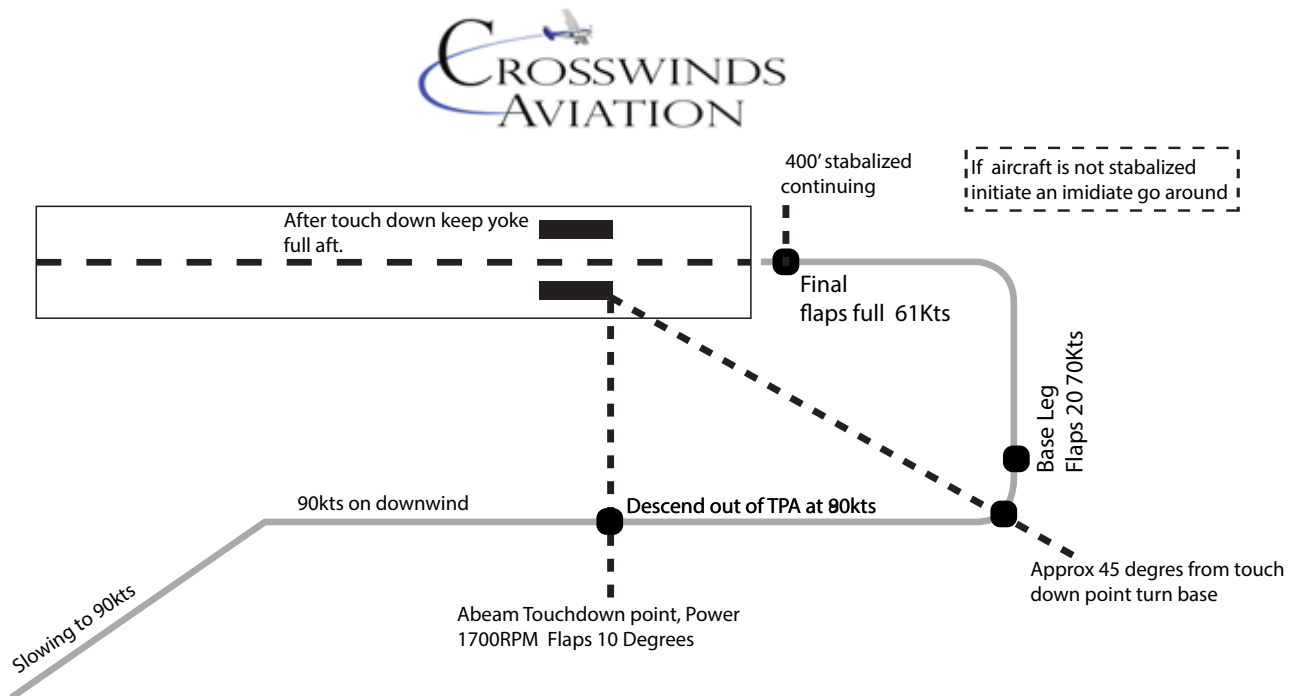 CROSSWINDS
AVIATION
400' stabalized
continuing
If aircraft is not stabalized
initiate an imidiate go around
After touch down keep yoke
full aft.
Final
flaps full 61Kts
Base Leg
Flaps 20 70Kts
90kts on downwind
Descend out of TPA at
Slowing to 90kts
Abeam Touchdown point, Power
1700RPM Flaps 10 Degrees
Approx 45 degres from touch
down point turn base